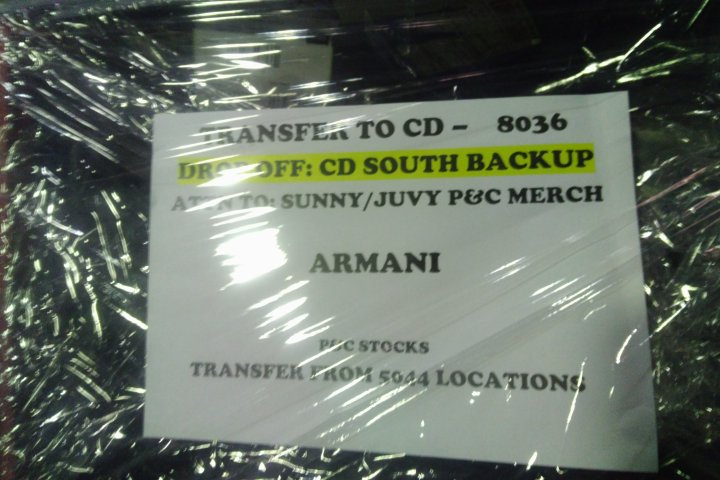 TRANSFER TO CD – 8036
DROP OFF: CD SOUTH BACKUP
ATTN TO: SUNNY/JUVY P&C MERCH
ARMANI
P&C STOCKS
TRANSFER FROM 5044 LOCATIONS